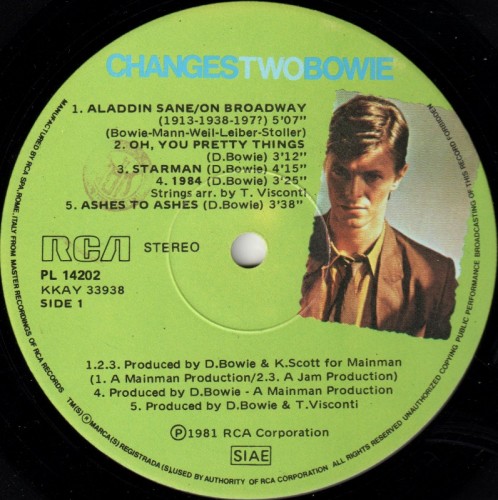 CHANGESTWOBOWIE
1. ALADDIN SANE/ON BROADWAY
(1913-1938-197?) 5'07"
(Bowie-Mann-Weil-Leiber-Stoller)
2. OH, YOU PRETTY THINGS
(D.Bowie) 3'12"
3. STARMAN (D.Bowie) 4'15"
4. 1984 (D.Bowie) 3'25"
Strings arr. by T. Visconti
5. ASHES TO ASHES (D.Bowie) 3'38"
RCA STEREO
PL 14202
KKAY 33938
SIDE 1
1.2.3. Produced by D.Bowie & K.Scott for Mainman
(1. A Mainman Production/2.3. A Jam Production)
4. Produced by D.Bowie - A Mainman Production
5. Produced by D.Bowie & T.Visconti
Ⓟ1981 RCA Corporation
SIAE
MANUFACTURED BY RCA SPA, ROME, ITALY FROM MASTER RECORDINGS OF RCA RECORDS
TM(S) ® MARCA(S) REGISTRADA(S) USED BY AUTHORITY OF RCA CORPORATION. ALL RIGHTS RESERVED UNAUTHORIZED COPYING PUBLIC PERFORMANCE BROADCASTING OF THIS RECORD FORBIDDEN